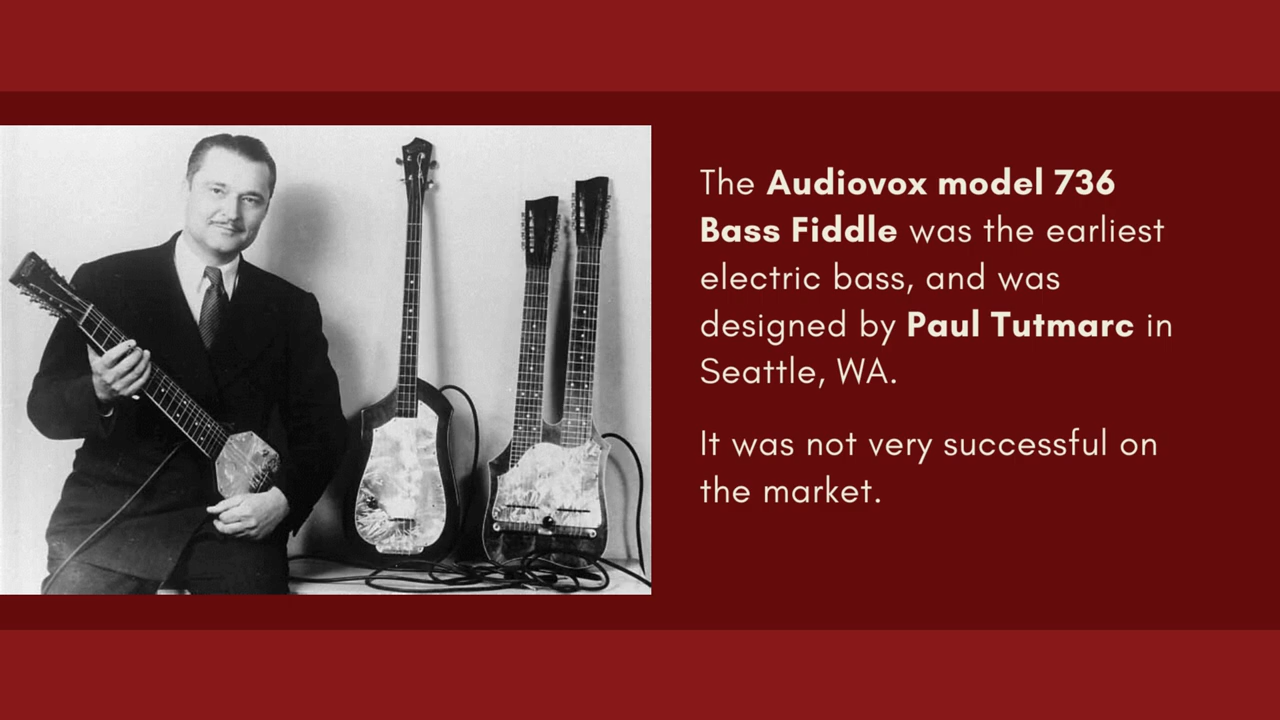 The Audiovox model 736
Bass Fiddle was the earliest
electric bass, and was
designed by Paul Tutmarc in
Seattle, WA.
It was not very successful on
the market.